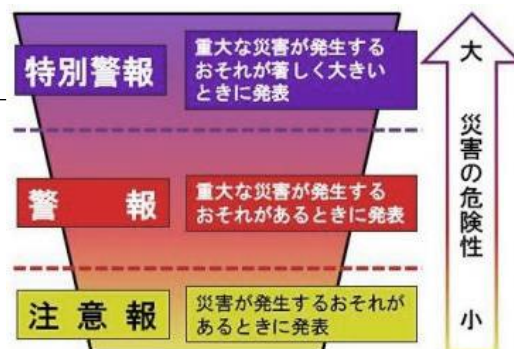 特別警報
重大な災害が発生する
おそれが著しく大きい
ときに発表
警報
重大な災害が発生する
おそれがあるときに発表
注意報
災害が発生するおそれが
あるときに発表
大
災害の危険性
小